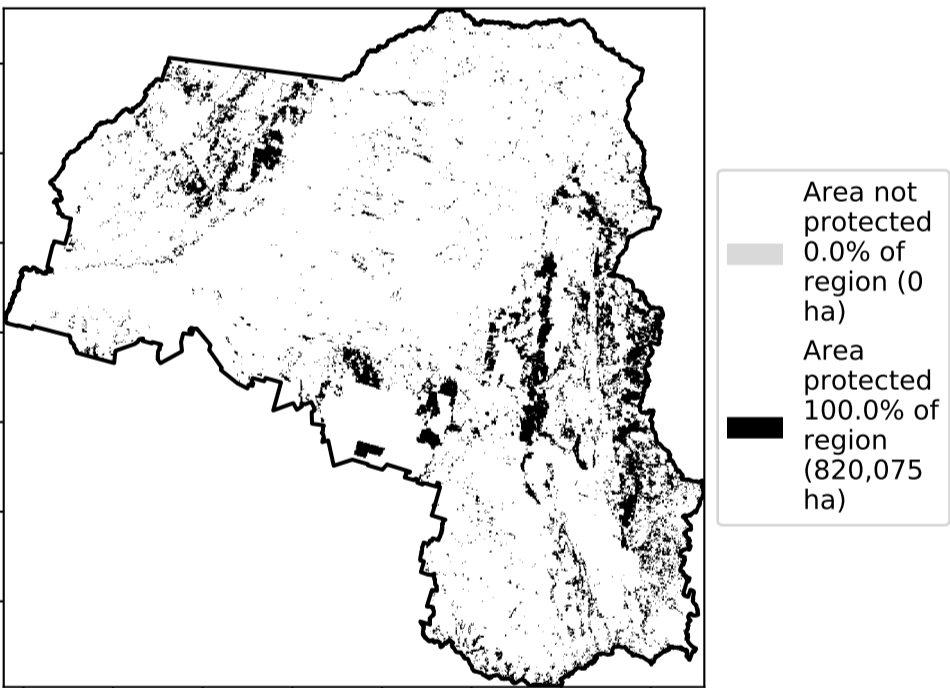 Area not
protected
0.0% of
region (0
ha)
Area
protected
100.0% of
region
(820,075
ha)